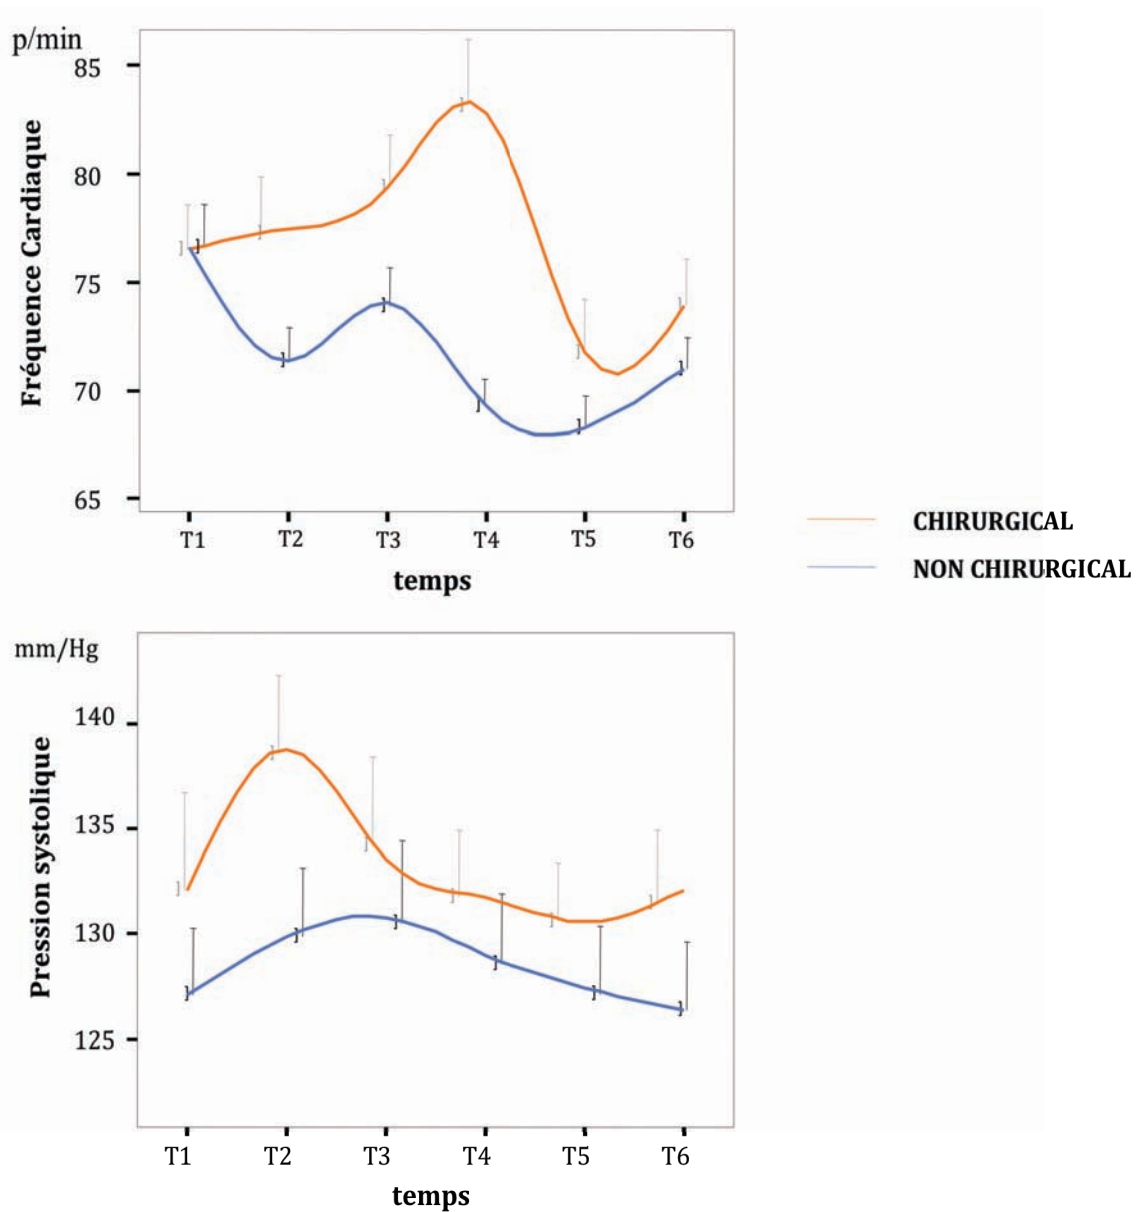 p/min
85
80
75
70
65
Fréquence Cardiaque
T1 T2 T3 T4 T5 T6
temps
CHIRURGICAL
NON CHIRURGICAL
mm/Hg
140
135
130
125
Pression systolique
T1 T2 T3 T4 T5 T6
temps